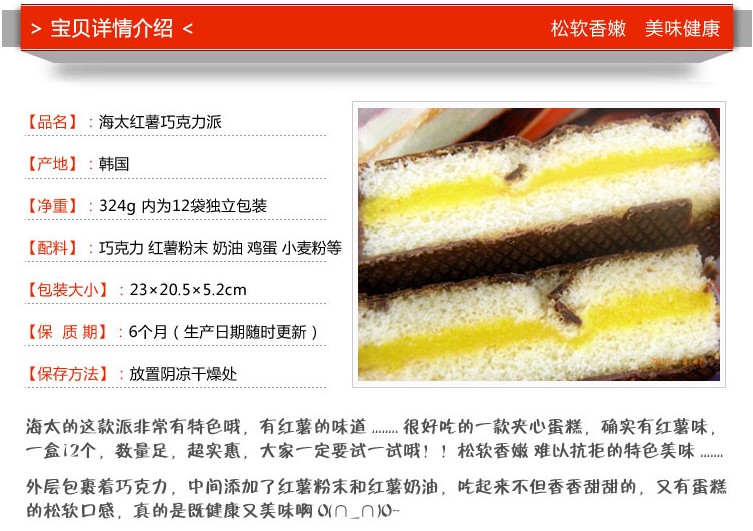 > 宝贝详情介绍 <
松软香嫩 美味健康
【品名】：海太红薯巧克力派
【产地】：韩国
【净重】：324g 内为12袋独立包装
【配料】：巧克力 红薯粉末 奶油 鸡蛋 小麦粉等
【包装大小】：23×20.5×5.2cm
【保 质 期】：6个月（生产日期随时更新）
【保存方法】：放置阴凉干燥处
海太的这款派非常有特色哦，有红薯的味道 ........ 很好吃的一款夹心蛋糕，确实有红薯味，
一盒12个，数量足，超实惠，大家一定要试一试哦！！松软香嫩 难以抗拒的特色美味 .......
外层包裹着巧克力，中间添加了红薯粉末和红薯奶油，吃起来不但香香甜甜的，又有蛋糕
的松软口感，真的是既健康又美味啊 O(∩_∩)O~